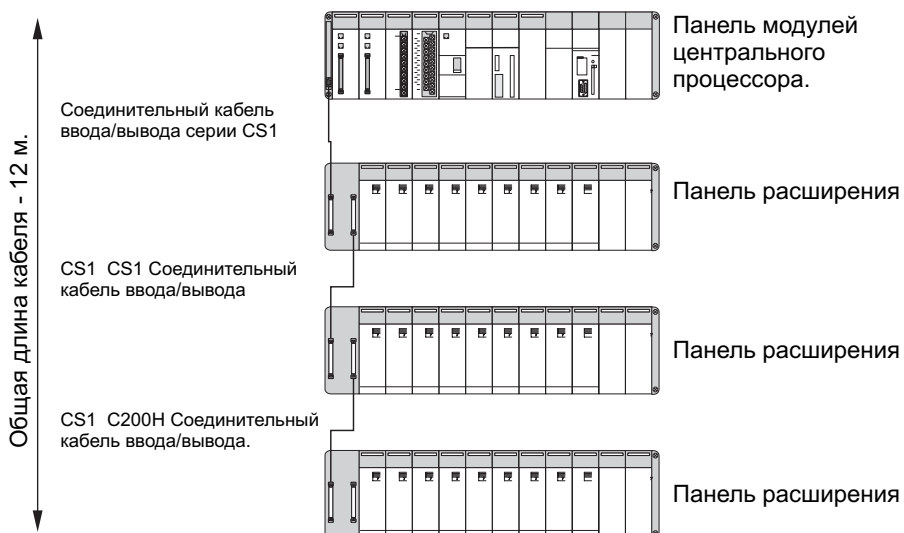 Панель модулей
центрального
процессора.
Соединительный кабель
ввода/вывода серии CS1
Общая длина кабеля - 12 м.
Панель расширения
CS1 CS1 Соединительный
кабель ввода/вывода
Панель расширения
CS1 C200H Соединительный
кабель ввода/вывода.
Панель расширения